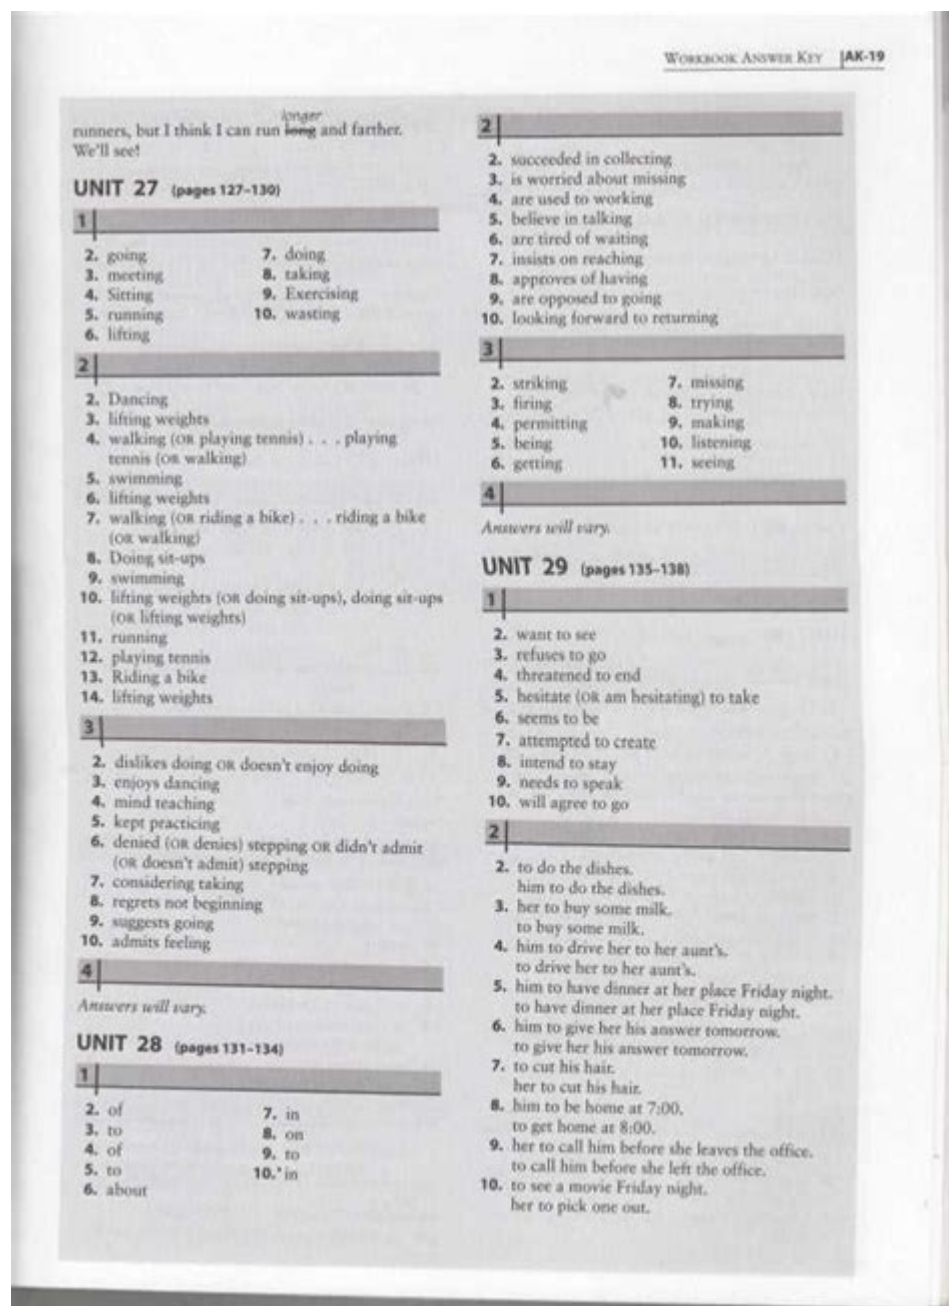 WORKBOOK ANSWER KEY AK-19
longer
runners, but I think I can run long and farther.
We'll see!
UNIT 27 (pages 127–130)
1
2. going
3. meeting
4. Sitting
5. running
6. lifting
7. doing
8. taking
9. Exercising
10. wasting
2
2. Dancing
3. lifting weights
4. walking (OR playing tennis) . . . playing
tennis (OR walking)
5. swimming
6. lifting weights
7. walking (OR riding a bike) . . . riding a bike
(OR walking)
8. Doing sit-ups
9. swimming
10. lifting weights (OR doing sit-ups), doing sit-ups
(OR lifting weights)
11. running
12. playing tennis
13. Riding a bike
14. lifting weights
3
2. dislikes doing OR doesn't enjoy doing
3. enjoys dancing
4. mind teaching
5. kept practicing
6. denied (OR denies) stepping OR didn't admit
(OR doesn't admit) stepping
7. considering taking
8. regrets not beginning
9. suggests going
10. admits feeling
4
Answers will vary.
UNIT 28 (pages 131–134)
1
2. of
3. to
4. of
5. to
6. about
7. in
8. on
9. to
10. in
2
2. succeeded in collecting
3. is worried about missing
4. are used to working
5. believe in talking
6. are tired of waiting
7. insists on reaching
8. approves of having
9. are opposed to going
10. looking forward to returning
3
2. striking
3. firing
4. permitting
5. being
6. getting
7. missing
8. trying
9. making
10. listening
11. seeing
4
Answers will vary.
UNIT 29 (pages 135–138)
1
2. want to see
3. refuses to go
4. threatened to end
5. hesitate (OR am hesitating) to take
6. seems to be
7. attempted to create
8. intend to stay
9. needs to speak
10. will agree to go
2
2. to do the dishes.
him to do the dishes.
3. her to buy some milk.
to buy some milk.
4. him to drive her to her aunt's.
to drive her to her aunt's.
5. him to have dinner at her place Friday night.
to have dinner at her place Friday night.
6. him to give her his answer tomorrow.
to give her his answer tomorrow.
7. to cut his hair.
her to cut his hair.
8. him to be home at 7:00.
to get home at 8:00.
9. her to call him before she leaves the office.
to call him before she left the office.
10. to see a movie Friday night.
her to pick one out.